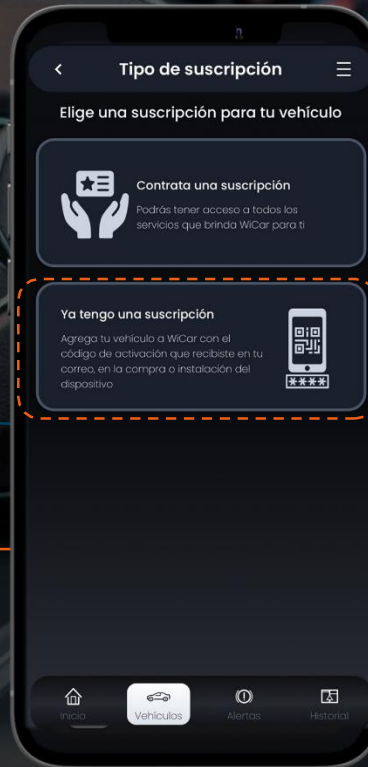 Tipo de suscripción
Elige una suscripción para tu vehículo
Contrata una suscripción
Podrás tener acceso a todos los
servicios que brinda WiCar para ti
Ya tengo una suscripción
Agrega tu vehículo a WiCar con el
código de activación que recibiste en tu
correo, en la compra o instalación del
dispositivo
****
Inicio
Vehículos
Alertas
Historial